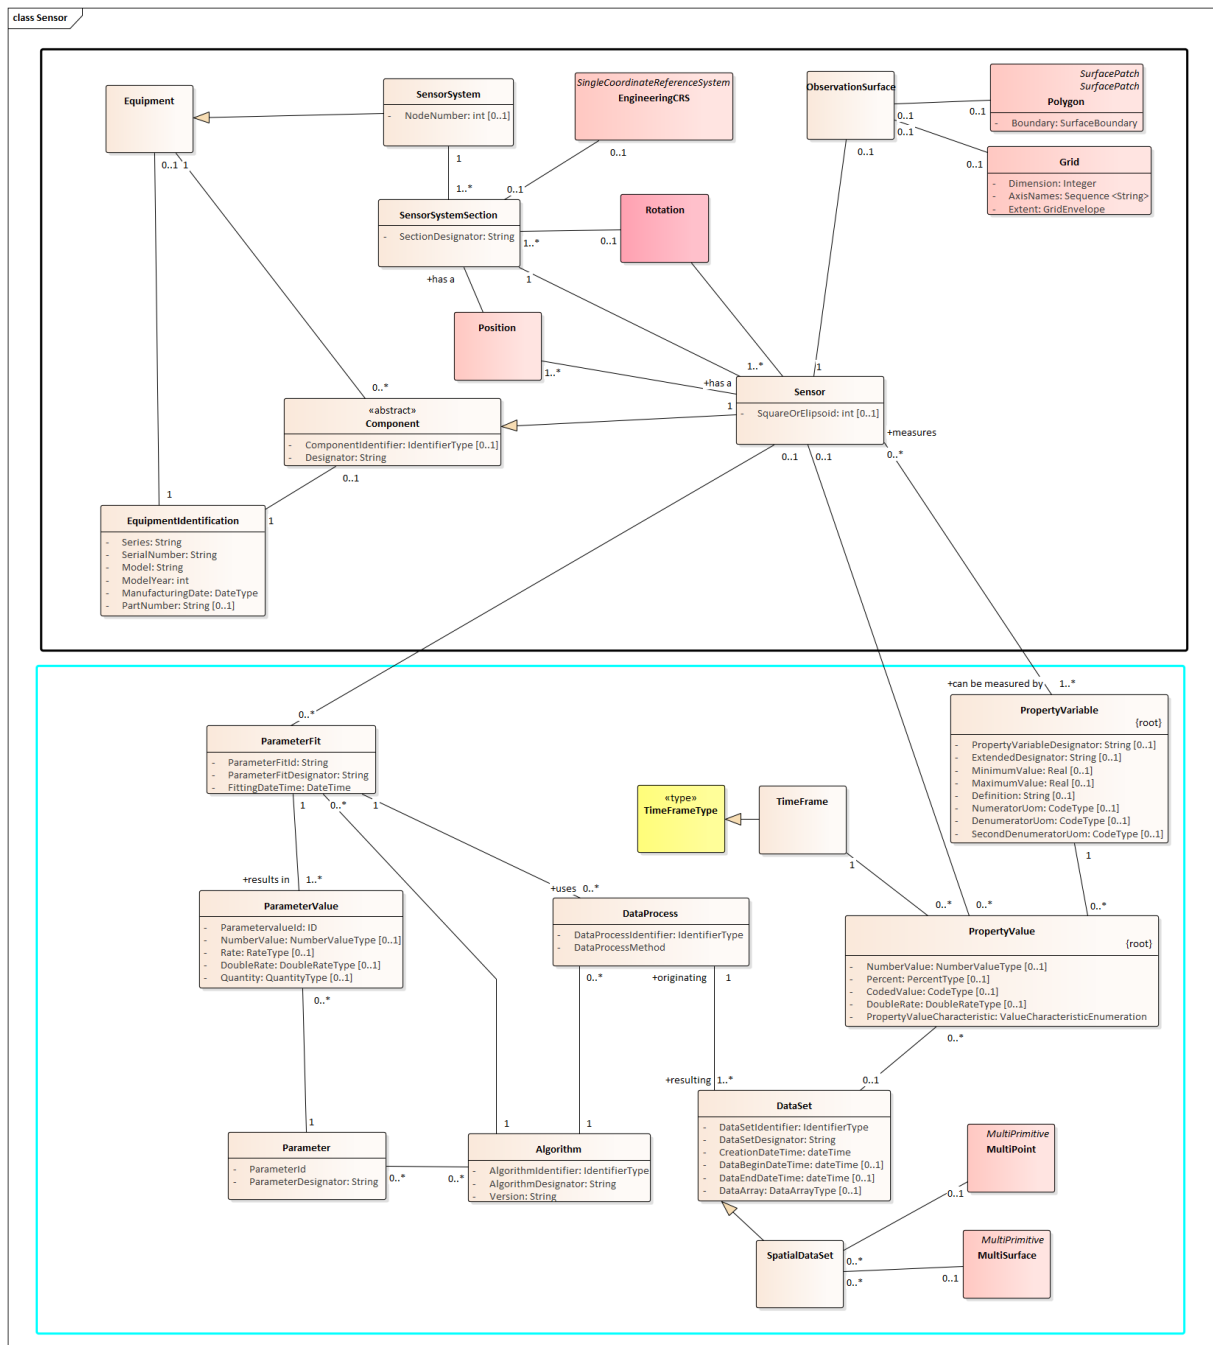 class Sensor
Equipment
SensorSystem
- NodeNumber: int [0..1]
SingleCoordinateReferenceSystem
EngineeringCRS
ObservationSurface
SurfacePatch
SurfacePatch
Polygon
- Boundary: SurfaceBoundary
0..1
0..1
0..1
0..1
Grid
- Dimension: Integer
- AxisNames: Sequence <String>
- Extent: GridEnvelope
0..1
1
1
0..1
0..1
1..*
0..1
SensorSystemSection
- SectionDesignator: String
Rotation
1..*
0..1
+has a
1
Position
1..*
1..*
+has a
1
1
Sensor
- SquareOrElipsoid: int [0..1]
0..*
«abstract»
Component
- ComponentIdentifier: IdentifierType [0..1]
- Designator: String
+measures
0..*
0..1
0..1
0..1
1
1
EquipmentIdentification
- Series: String
- SerialNumber: String
- Model: String
- ModelYear: int
- ManufacturingDate: DateType
- PartNumber: String [0..1]
+can be measured by
1..*
0..*
PropertyVariable
{root}
- PropertyVariableDesignator: String [0..1]
- ExtendedDesignator: String [0..1]
- MinimumValue: Real [0..1]
- MaximumValue: Real [0..1]
- Definition: String [0..1]
- NumeratorUom: CodeType [0..1]
- DenumeratorUom: CodeType [0..1]
- SecondDenumeratorUom: CodeType [0..1]
ParameterFit
- ParameterFitId: String
- ParameterFitDesignator: String
- FittingDateTime: DateTime
1
0..*
1
«type»
TimeFrameType
TimeFrame
1
1
+results in
1..*
+uses
0..*
0..*
0..*
0..*
ParameterValue
- ParametervalueId: ID
- NumberValue: NumberValueType [0..1]
- Rate: RateType [0..1]
- DoubleRate: DoubleRateType [0..1]
- Quantity: QuantityType [0..1]
DataProcess
- DataProcessIdentifier: IdentifierType
- DataProcessMethod
PropertyValue
{root}
- NumberValue: NumberValueType [0..1]
- Percent: PercentType [0..1]
- CodedValue: CodeType [0..1]
- DoubleRate: DoubleRateType [0..1]
- PropertyValueCharacteristic: ValueCharacteristicEnumeration
0..*
0..*
+originating
1
0..*
+resulting
1..*
0..1
DataSet
- DataSetIdentifier: IdentifierType
- DataSetDesignator: String
- CreationDateTime: dateTime
- DataBeginDateTime: dateTime [0..1]
- DataEndDateTime: dateTime [0..1]
- DataArray: DataArrayType [0..1]
1
1
1
Parameter
- ParameterId
- ParameterDesignator: String
0..*
0..*
Algorithm
- AlgorithmIdentifier: IdentifierType
- AlgorithmDesignator: String
- Version: String
MultiPrimitive
MultiPoint
0..1
SpatialDataSet
0..*
0..*
MultiPrimitive
MultiSurface
0..1